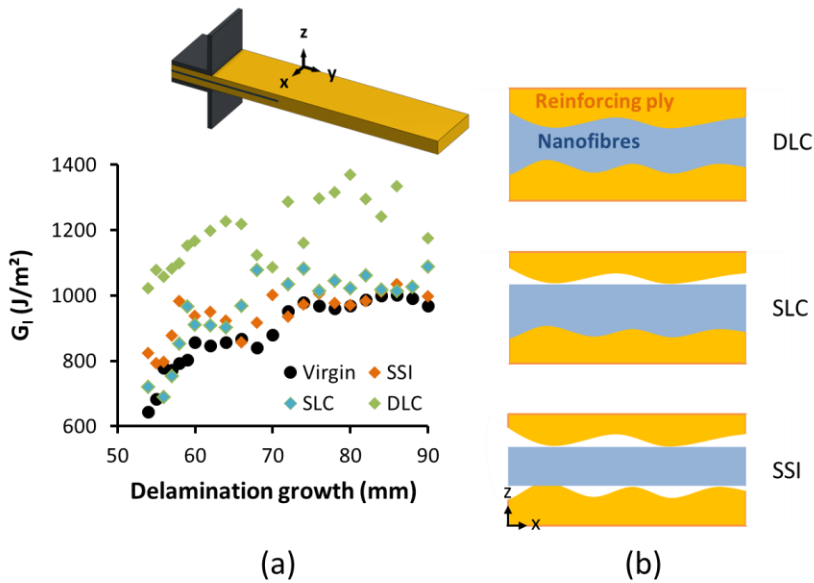 z
x
y
1400
1200
1000
800
600
G_I (J/m²)
Virgin
SSI
SLC
DLC
50
60
70
80
90
Delamination growth (mm)
(a)
Reinforcing ply
Nanofibres
DLC
SLC
SSI
z
x
(b)